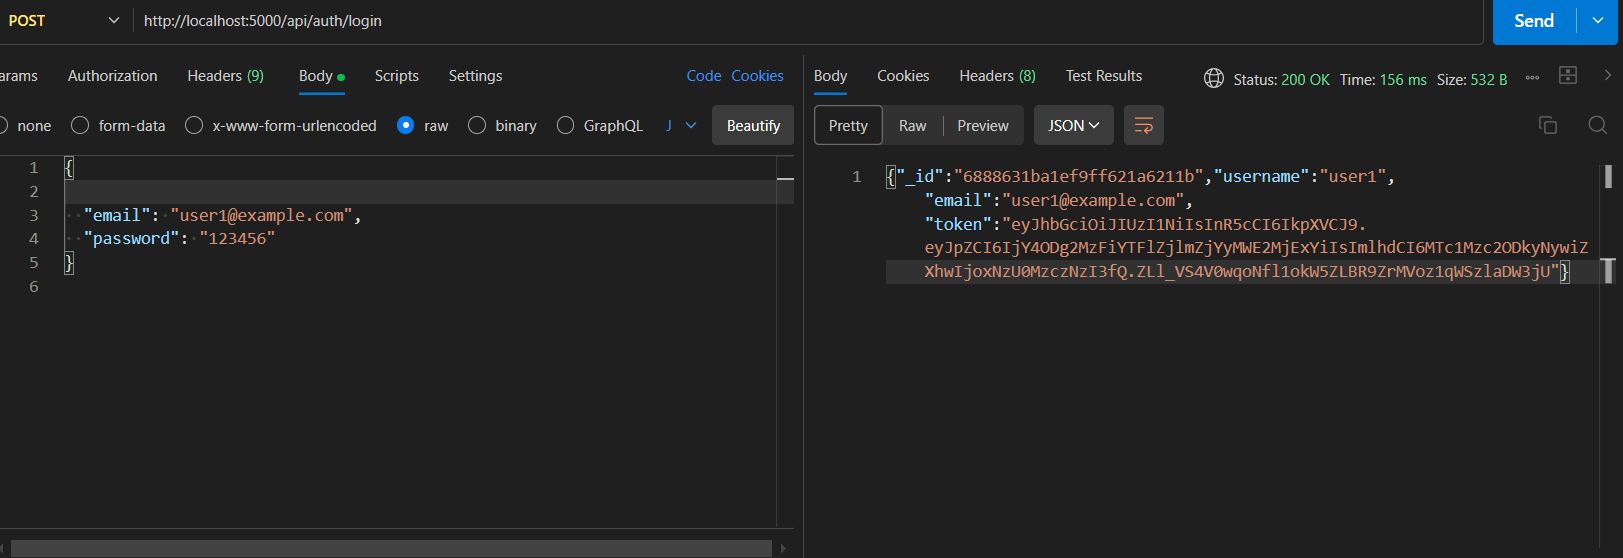 POST http://localhost:5000/api/auth/login Send
arams Authorization Headers (9) Body Scripts Settings Code Cookies
none form-data x-www-form-urlencoded raw binary GraphQL J Beautify
1 {
2
3 "email": "user1@example.com",
4 "password": "123456"
5 }
6
Body Cookies Headers (8) Test Results Status: 200 OK Time: 156 ms Size: 532 B
Pretty Raw Preview JSON
1 {"_id":"6888631ba1ef9ff621a6211b","username":"user1",
"email":"user1@example.com",
"token":"eyJhbGciOiJIUzI1NiIsInR5cCI6IkpXVCJ9.
eyJpZCI6IjY4ODg2MzFiYTFlZjlmZjYyMWE2MjExYiIsImlhdCI6MTc1Mzc2ODkyNywiZ
XhwIjoxNzU0MzczNzI3fQ.ZLl_VS4V0wqoNfl1okW5ZLBR9ZrMVoz1qWSzlaDW3jU"}